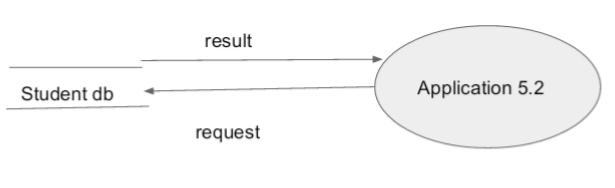 result
Student db
Application 5.2
request